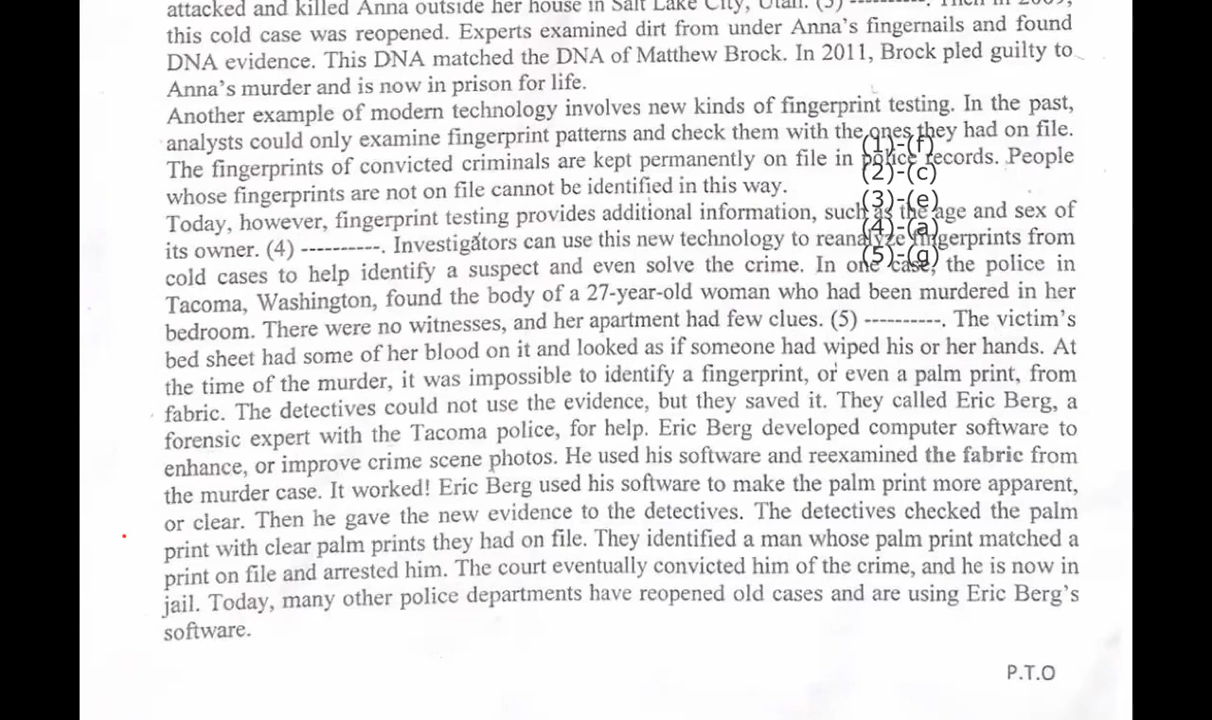 attacked and killed Anna outside her house in Salt Lake City, Utah. (3) ----------. Then in 2009,
this cold case was reopened. Experts examined dirt from under Anna's fingernails and found
DNA evidence. This DNA matched the DNA of Matthew Brock. In 2011, Brock pled guilty to
Anna's murder and is now in prison for life.
Another example of modern technology involves new kinds of fingerprint testing. In the past,
analysts could only examine fingerprint patterns and check them with the ones they had on file.
(1)-(f)
The fingerprints of convicted criminals are kept permanently on file in police records. People
(2)-(c)
whose fingerprints are not on file cannot be identified in this way.
(3)-(e)
Today, however, fingerprint testing provides additional information, such as the age and sex of
(4)-(a)
its owner. (4) ----------. Investigators can use this new technology to reanalyze fingerprints from
(5)-(g)
cold cases to help identify a suspect and even solve the crime. In one case, the police in
Tacoma, Washington, found the body of a 27-year-old woman who had been murdered in her
bedroom. There were no witnesses, and her apartment had few clues. (5) ----------. The victim's
bed sheet had some of her blood on it and looked as if someone had wiped his or her hands. At
the time of the murder, it was impossible to identify a fingerprint, or even a palm print, from
fabric. The detectives could not use the evidence, but they saved it. They called Eric Berg, a
forensic expert with the Tacoma police, for help. Eric Berg developed computer software to
enhance, or improve crime scene photos. He used his software and reexamined the fabric from
the murder case. It worked! Eric Berg used his software to make the palm print more apparent,
or clear. Then he gave the new evidence to the detectives. The detectives checked the palm
print with clear palm prints they had on file. They identified a man whose palm print matched a
print on file and arrested him. The court eventually convicted him of the crime, and he is now in
jail. Today, many other police departments have reopened old cases and are using Eric Berg's
software.
P.T.O